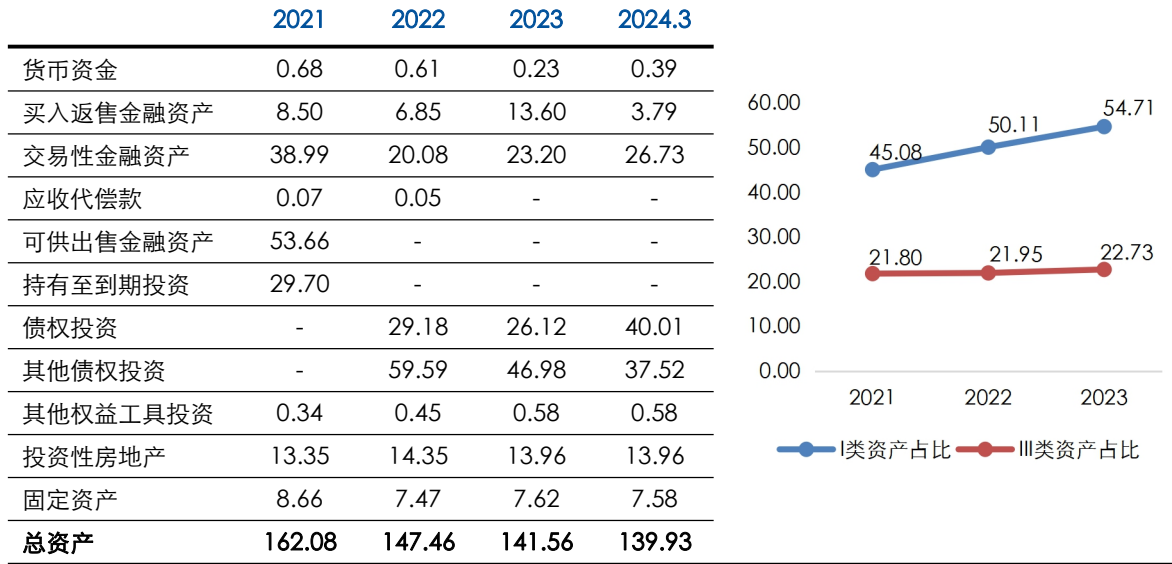 2021 2022 2023 2024.3
货币资金 0.68 0.61 0.23 0.39
买入返售金融资产 8.50 6.85 13.60 3.79
交易性金融资产 38.99 20.08 23.20 26.73
应收代偿款 0.07 0.05 - -
可供出售金融资产 53.66 - - -
持有至到期投资 29.70 - - -
债权投资 - 29.18 26.12 40.01
其他债权投资 - 59.59 46.98 37.52
其他权益工具投资 0.34 0.45 0.58 0.58
投资性房地产 13.35 14.35 13.96 13.96
固定资产 8.66 7.47 7.62 7.58
总资产 162.08 147.46 141.56 139.93
60.00
50.00
40.00
30.00
20.00
10.00
0.00
45.08 50.11 54.71
21.80 21.95 22.73
2021 2022 2023
I类资产占比 III类资产占比